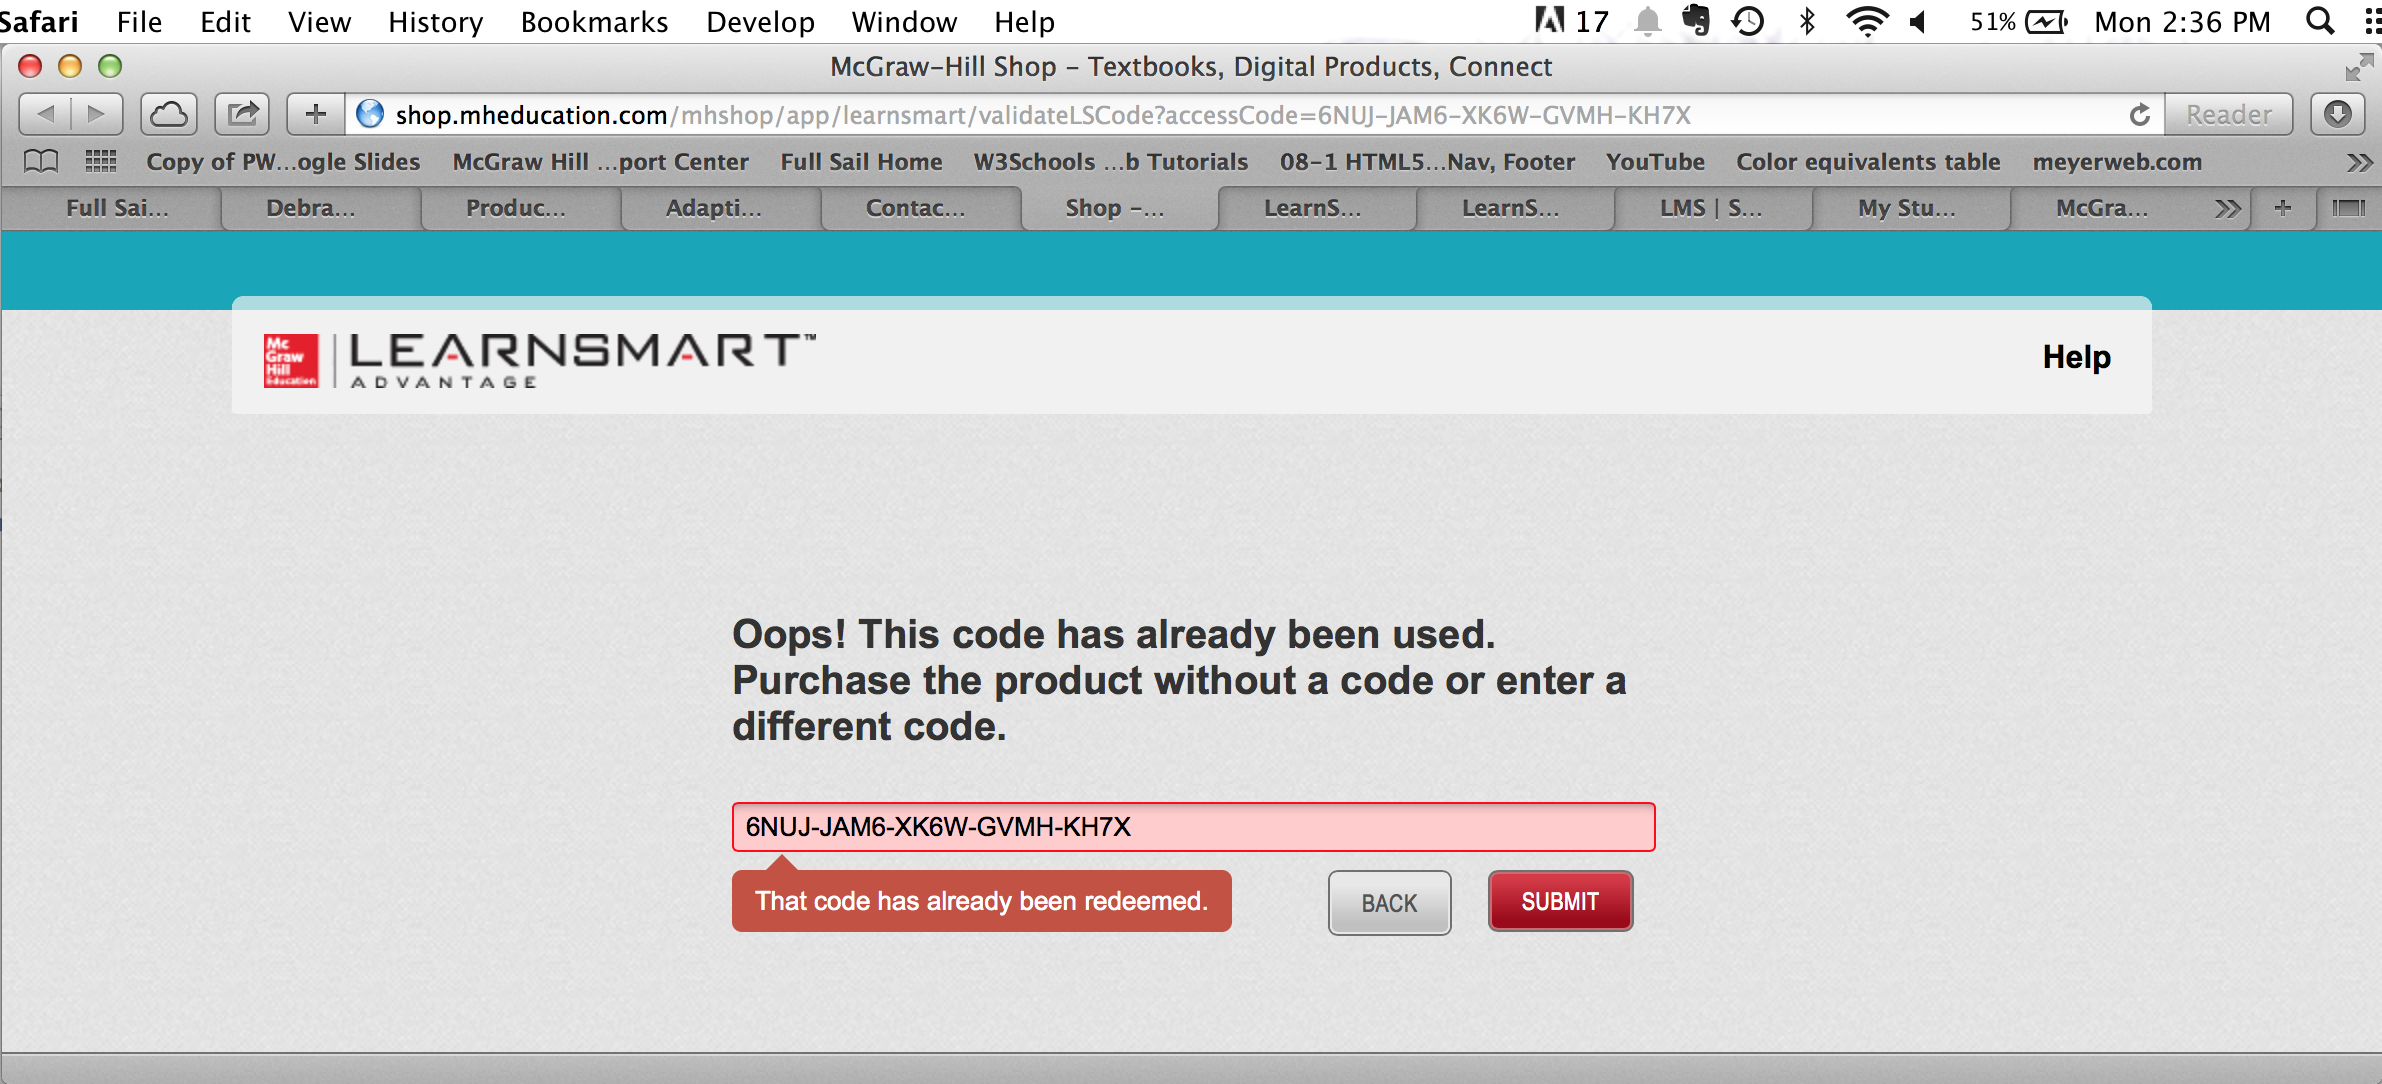 Safari File Edit View History Bookmarks Develop Window Help 17 51% Mon 2:36 PM
McGraw-Hill Shop – Textbooks, Digital Products, Connect
shop.mheducation.com/mhshop/app/learnsmart/validateLSCode?accessCode=6NUJ-JAM6-XK6W-GVMH-KH7X Reader
Copy of PW...ogle Slides McGraw Hill ...port Center Full Sail Home W3Schools ...b Tutorials 08-1 HTML5...Nav, Footer YouTube Color equivalents table meyerweb.com
Full Sai... Debra... Produc... Adapti... Contac... Shop –... LearnS... LearnS... LMS | S... My Stu... McGra...
Mc
Graw
Hill
Education
LEARNSMART™
ADVANTAGE
Help
Oops! This code has already been used.
Purchase the product without a code or enter a
different code.
6NUJ-JAM6-XK6W-GVMH-KH7X
That code has already been redeemed.
BACK SUBMIT